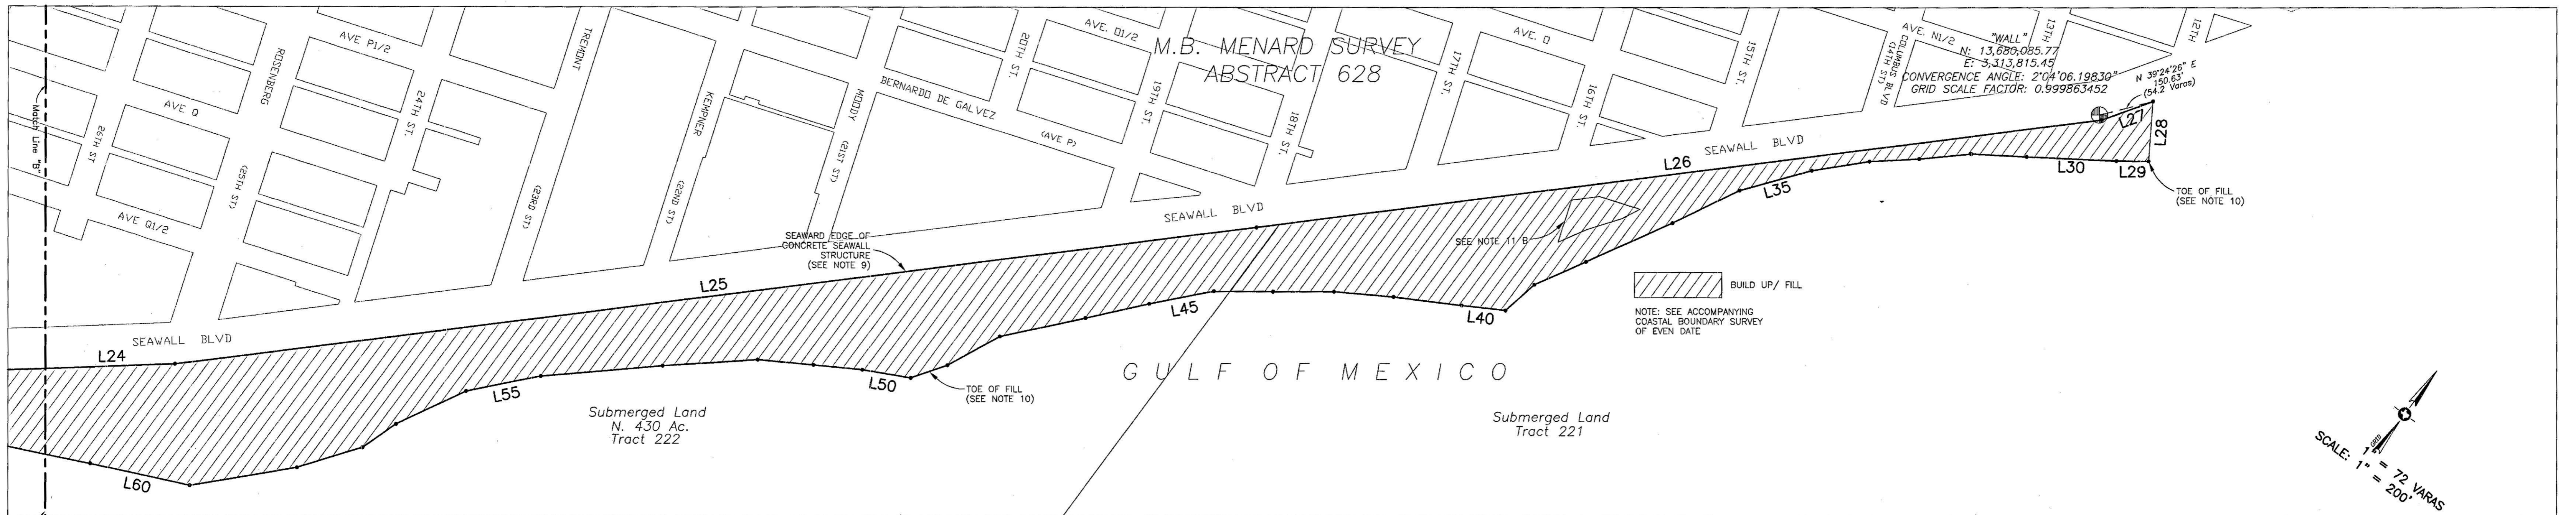 M.B. MENARD SURVEY
ABSTRACT 628
"WALL"
N: 13,680,085.77
E: 3,313,815.45
CONVERGENCE ANGLE: 2°04'06.19830"
GRID SCALE FACTOR: 0.999863452
N 39°24'26" E
150.63'
(54.2 Varas)
Match Line "B"
26TH ST
AVE P1/2
AVE Q
AVE Q1/2
ROSENBERG
(25TH ST)
24TH ST.
TREMONT
(23RD ST)
KEMPNER
(22ND ST)
MOODY
(21ST ST)
20TH ST.
BERNARDO DE GALVEZ
(AVE P)
AVE. O1/2
19TH ST.
18TH ST.
17TH ST.
AVE. O
16TH ST.
15TH ST.
AVE. N1/2
COLUMBUS BLVD
(14TH ST)
13TH
12TH
SEAWALL BLVD
SEAWALL BLVD
SEAWALL BLVD
SEAWARD EDGE OF
CONCRETE SEAWALL
STRUCTURE
(SEE NOTE 9)
SEE NOTE 11 B
L24
L25
L26
L27
L28
L29
L30
L35
L40
L45
L50
L55
L60
TOE OF FILL
(SEE NOTE 10)
TOE OF FILL
(SEE NOTE 10)
BUILD UP/ FILL
NOTE: SEE ACCOMPANYING
COASTAL BOUNDARY SURVEY
OF EVEN DATE
GULF OF MEXICO
Submerged Land
N. 430 Ac.
Tract 222
Submerged Land
Tract 221
GRID
1" = 72 VARAS
SCALE: 1" = 200'